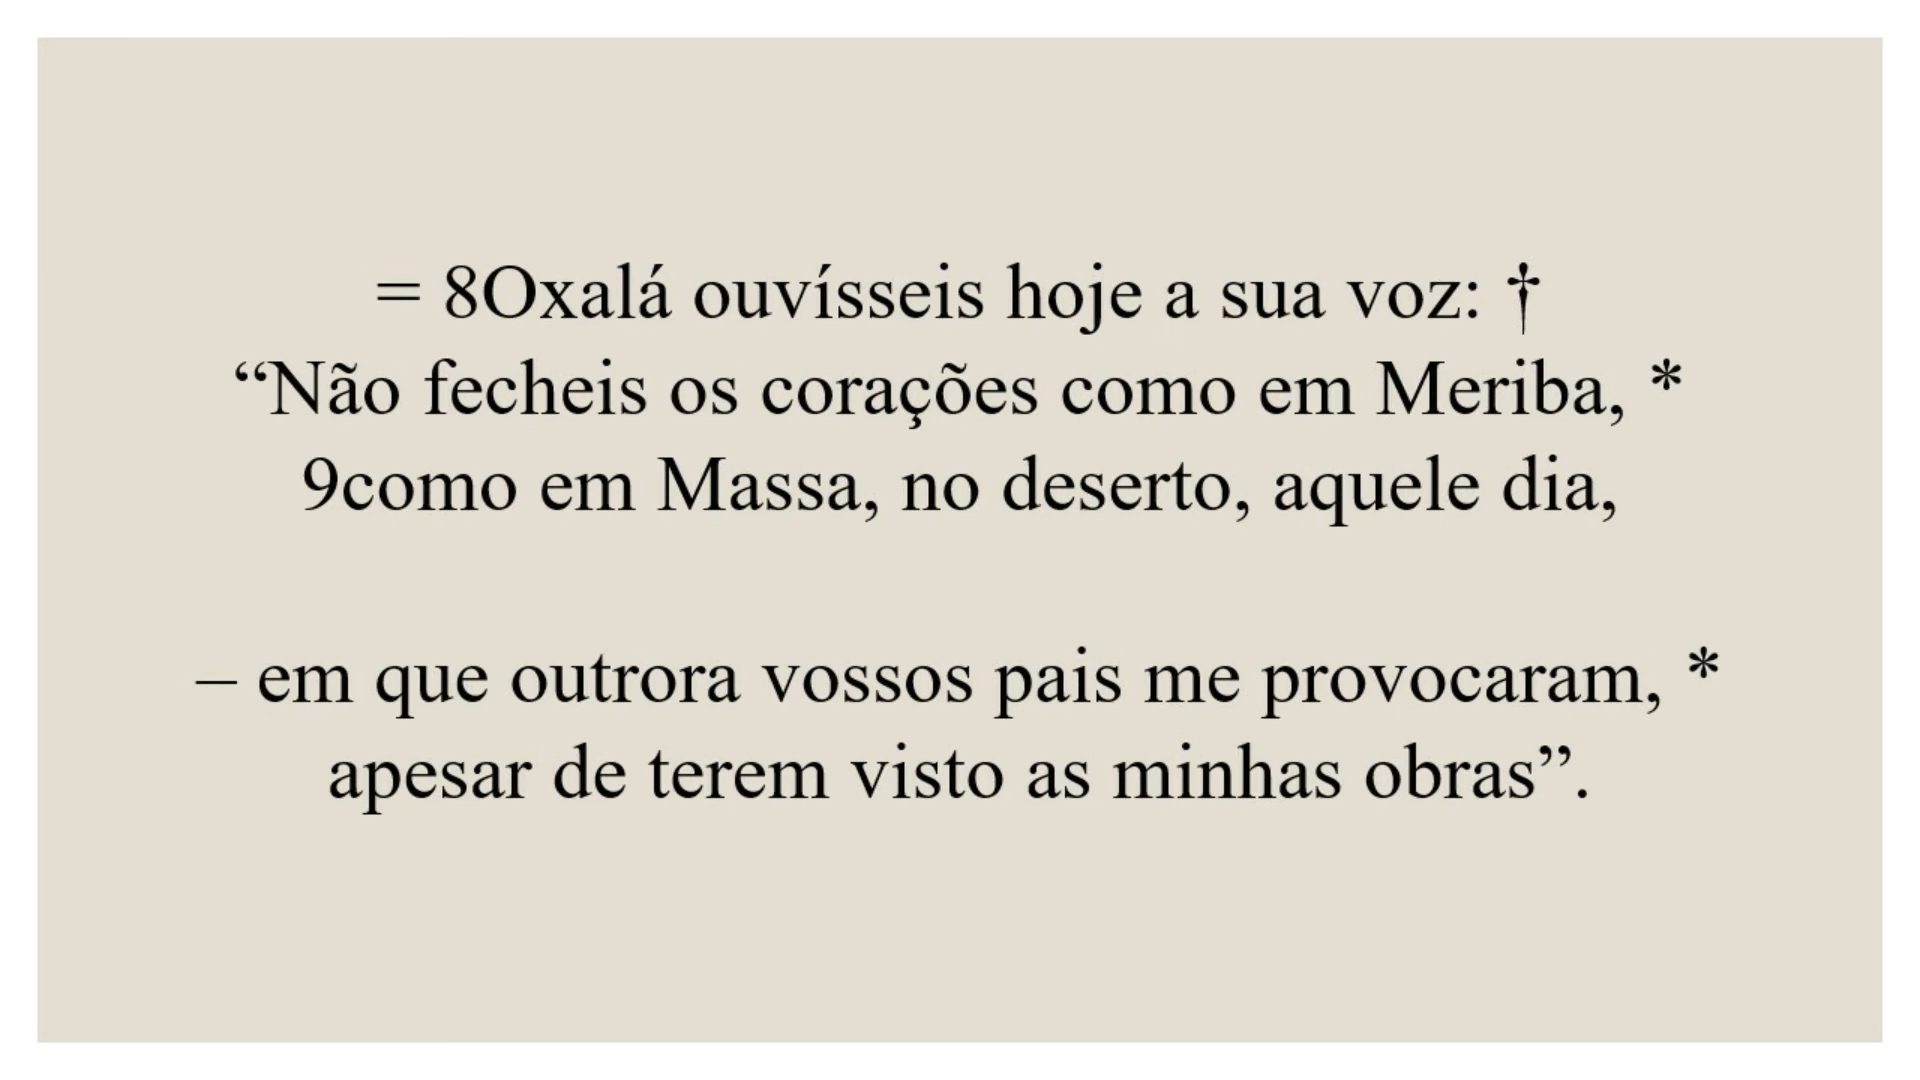 = 8Oxalá ouvísseis hoje a sua voz: †
“Não fecheis os corações como em Meriba, *
9como em Massa, no deserto, aquele dia,
– em que outrora vossos pais me provocaram, *
apesar de terem visto as minhas obras”.